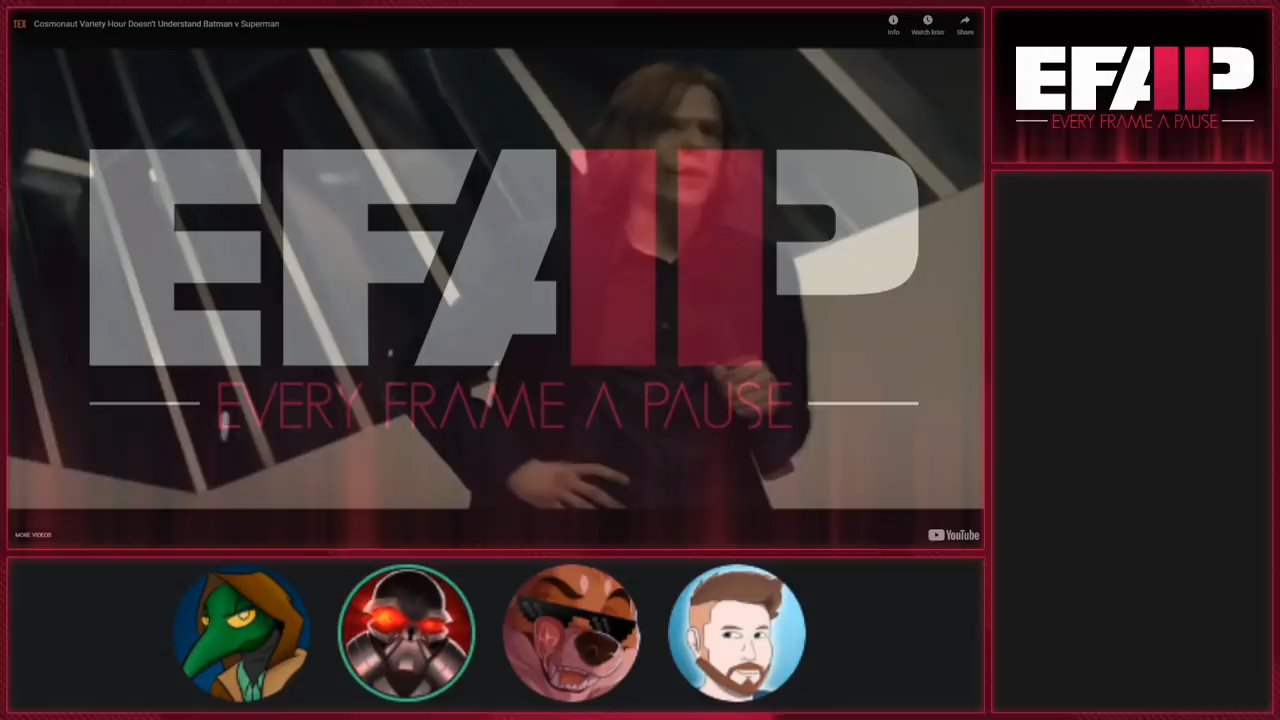 TEX Cosmonaut Variety Hour Doesn't Understand Batman v Superman
Info
Watch later
Share
EFAP
EVERY FRAME A PAUSE
EFAP
EVERY FRAME A PAUSE
MORE VIDEOS
YouTube